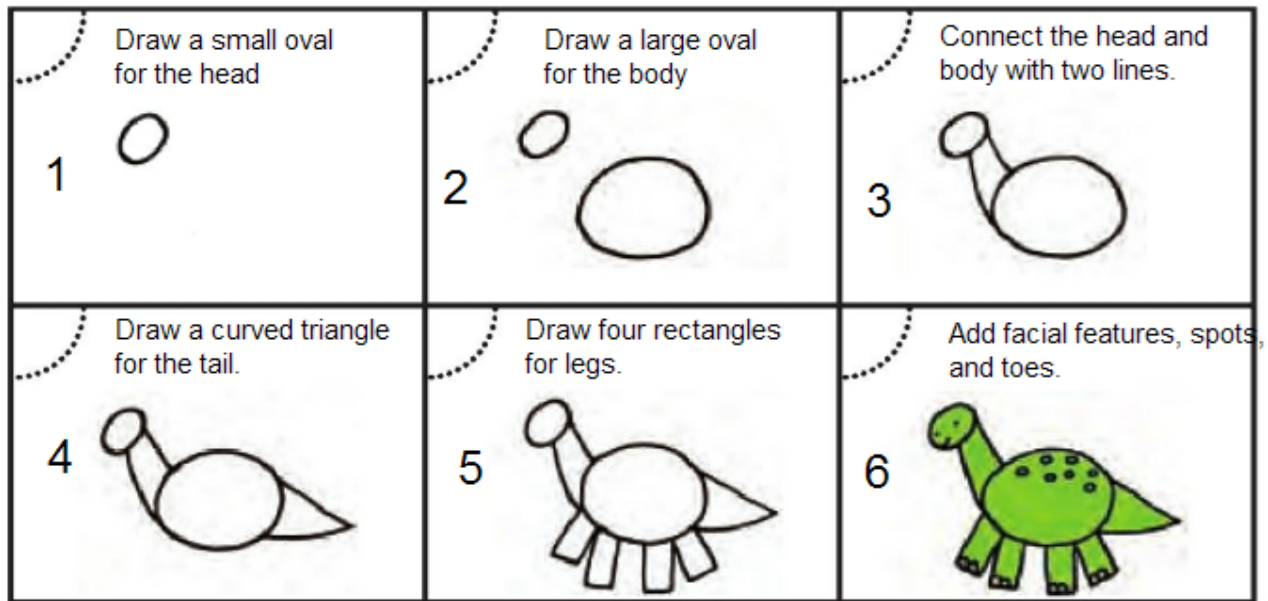 Draw a small oval
for the head
1
Draw a large oval
for the body
2
Connect the head and
body with two lines.
3
Draw a curved triangle
for the tail.
4
Draw four rectangles
for legs.
5
Add facial features, spots,
and toes.
6